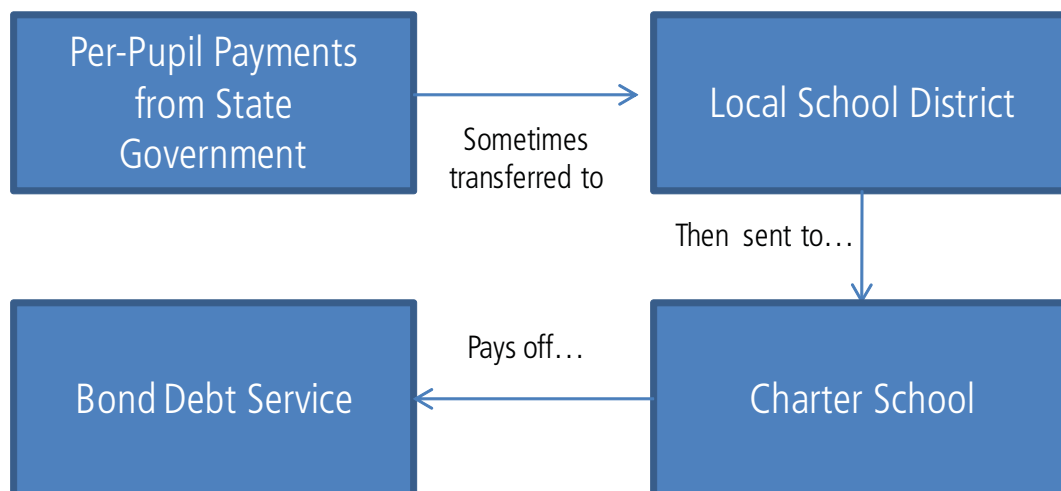 Per-Pupil Payments
from State
Government
Sometimes
transferred to
Local School District
Then sent to…
Charter School
Pays off…
Bond Debt Service